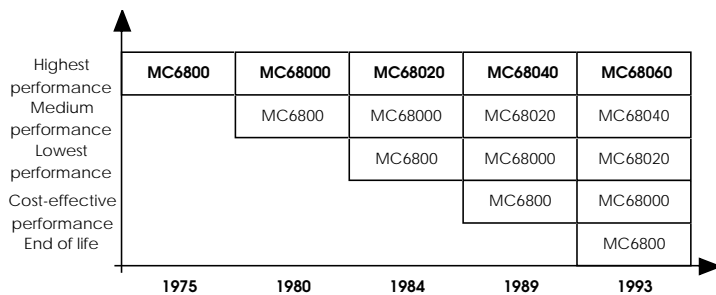 Highest
performance
MC6800 MC68000 MC68020 MC68040 MC68060
Medium
performance
MC6800 MC68000 MC68020 MC68040
Lowest
performance
MC6800 MC68000 MC68020
Cost-effective
performance
MC6800 MC68000
End of life
MC6800
1975 1980 1984 1989 1993